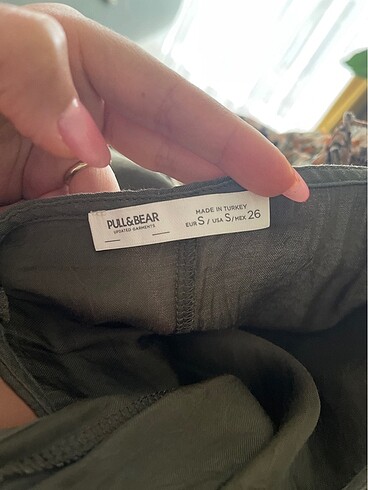 PULL&BEAR
UPDATED GARMENTS
MADE IN TURKEY
EUR S / USA S / MEX 26